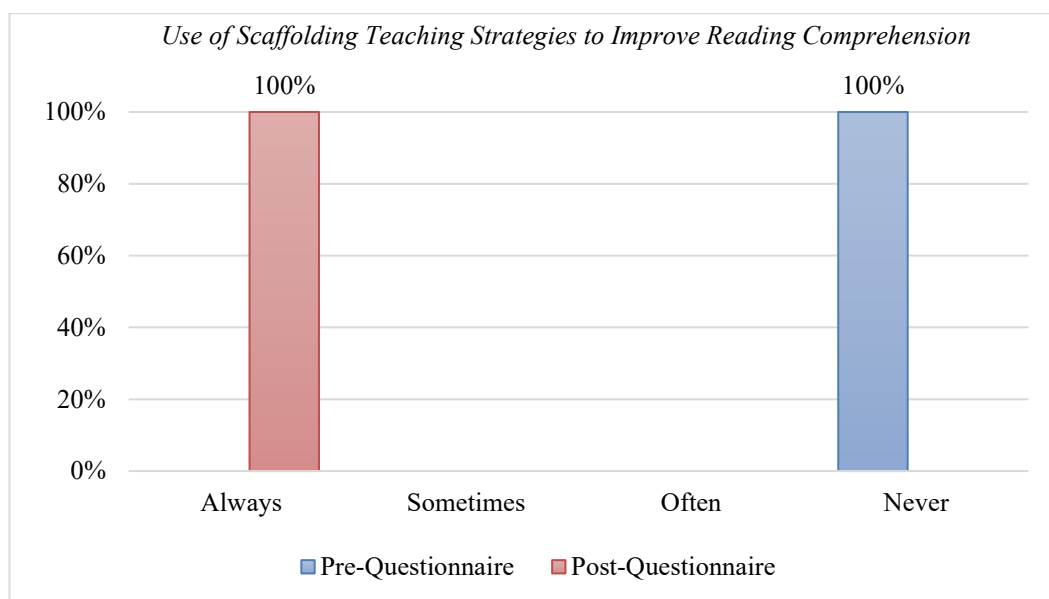 Use of Scaffolding Teaching Strategies to Improve Reading Comprehension
100% 100%
100%
80%
60%
40%
20%
0%
Always Sometimes Often Never
Pre-Questionnaire Post-Questionnaire